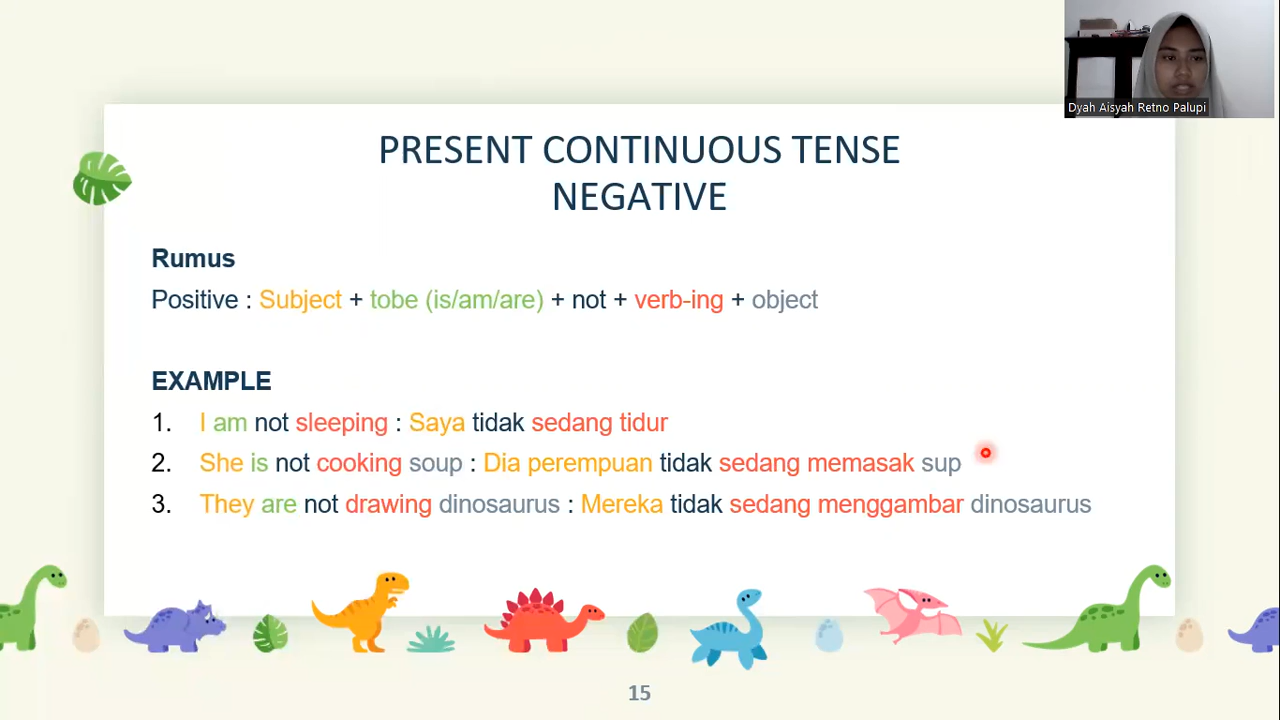 Dyah Aisyah Retno Palupi
PRESENT CONTINUOUS TENSE
NEGATIVE
Rumus
Positive : Subject + tobe (is/am/are) + not + verb-ing + object
EXAMPLE
1. I am not sleeping : Saya tidak sedang tidur
2. She is not cooking soup : Dia perempuan tidak sedang memasak sup
3. They are not drawing dinosaurus : Mereka tidak sedang menggambar dinosaurus
15